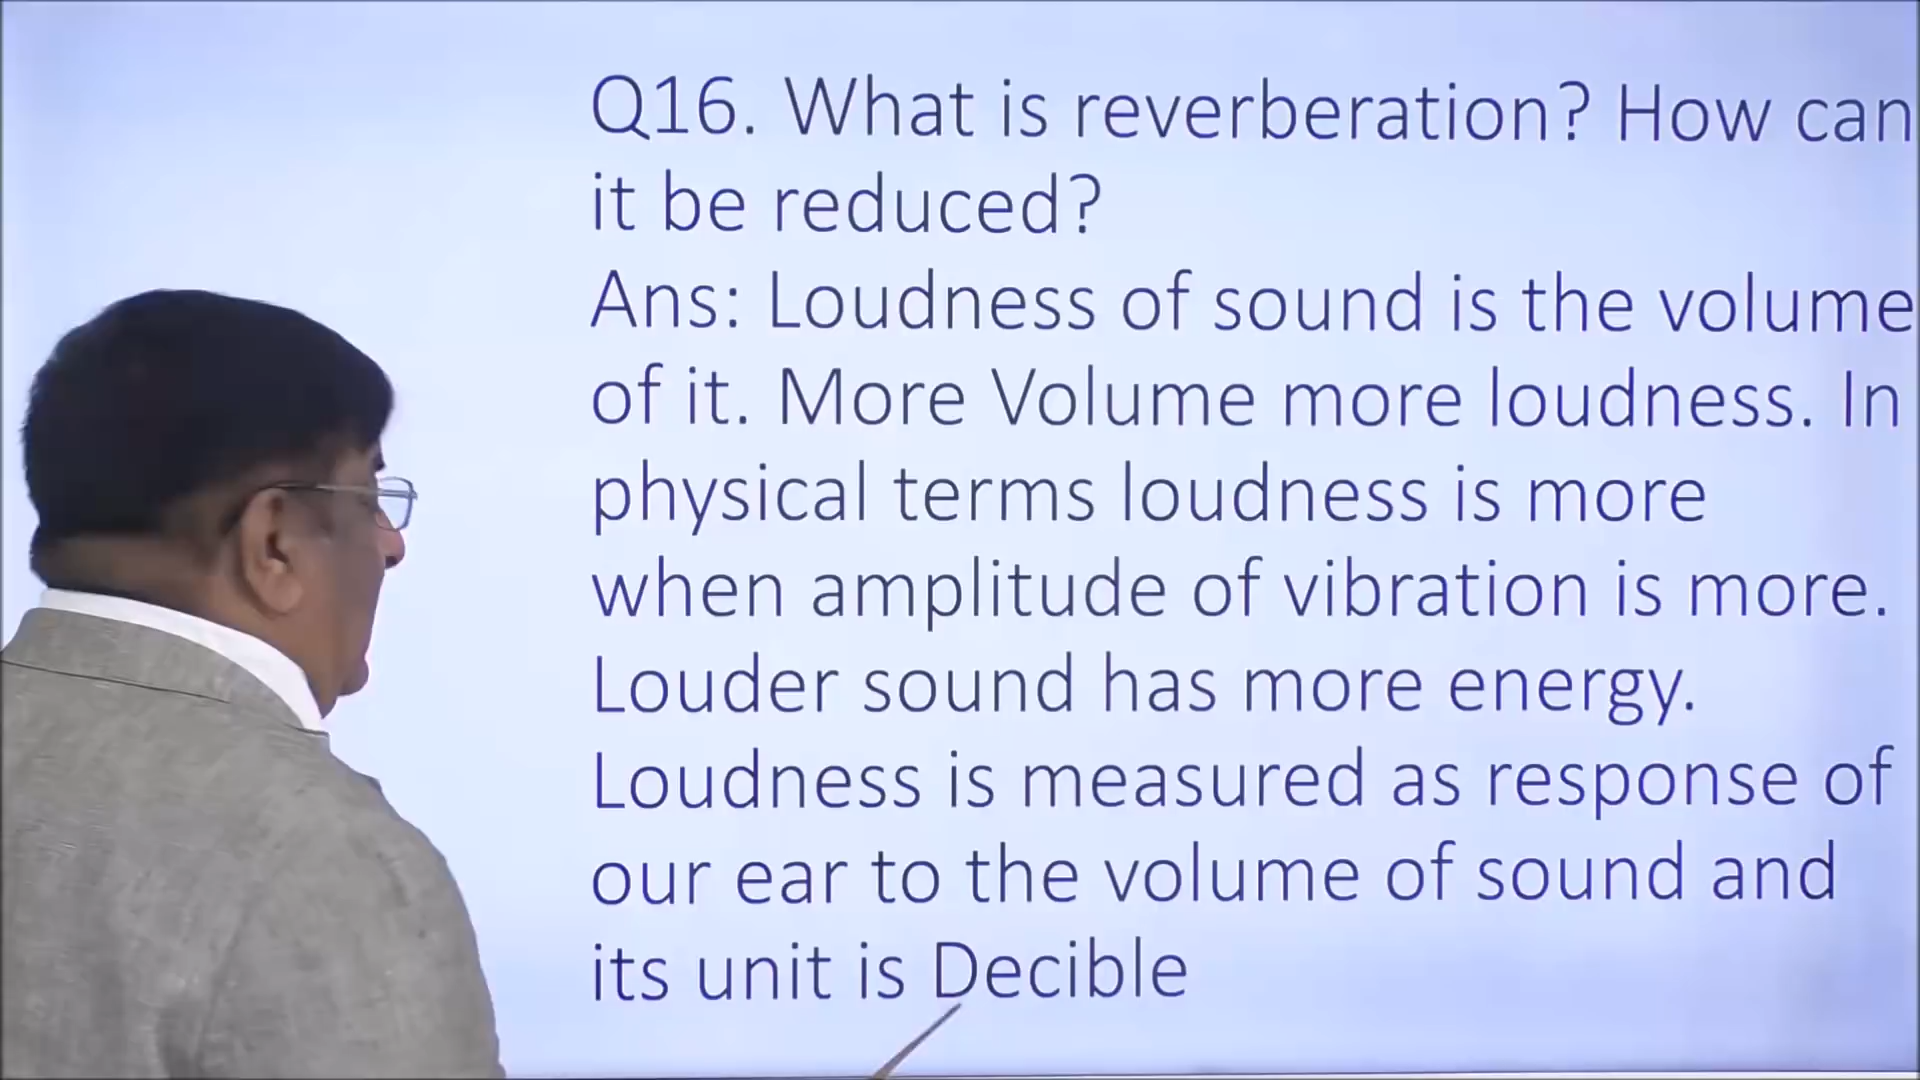 Q16. What is reverberation? How can
it be reduced?
Ans: Loudness of sound is the volume
of it. More Volume more loudness. In
physical terms loudness is more
when amplitude of vibration is more.
Louder sound has more energy.
Loudness is measured as response of
our ear to the volume of sound and
its unit is Decible